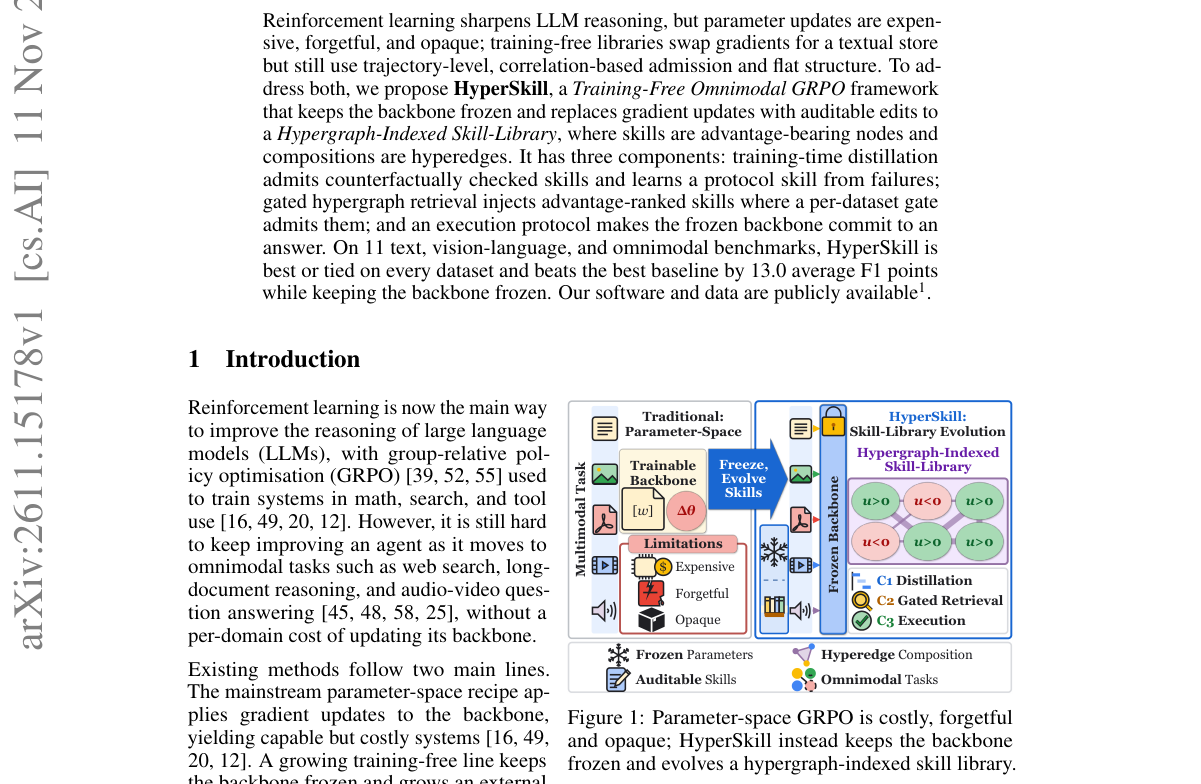 arXiv:2611.15178v1 [cs.AI] 11 Nov 2
Reinforcement learning sharpens LLM reasoning, but parameter updates are expen-
sive, forgetful, and opaque; training-free libraries swap gradients for a textual store
but still use trajectory-level, correlation-based admission and flat structure. To ad-
dress both, we propose HyperSkill, a Training-Free Omnimodal GRPO framework
that keeps the backbone frozen and replaces gradient updates with auditable edits to
a Hypergraph-Indexed Skill-Library, where skills are advantage-bearing nodes and
compositions are hyperedges. It has three components: training-time distillation
admits counterfactually checked skills and learns a protocol skill from failures;
gated hypergraph retrieval injects advantage-ranked skills where a per-dataset gate
admits them; and an execution protocol makes the frozen backbone commit to an
answer. On 11 text, vision-language, and omnimodal benchmarks, HyperSkill is
best or tied on every dataset and beats the best baseline by 13.0 average F1 points
while keeping the backbone frozen. Our software and data are publicly available1.
1 Introduction
Reinforcement learning is now the main way
to improve the reasoning of large language
models (LLMs), with group-relative pol-
icy optimisation (GRPO) [39, 52, 55] used
to train systems in math, search, and tool
use [16, 49, 20, 12]. However, it is still hard
to keep improving an agent as it moves to
omnimodal tasks such as web search, long-
document reasoning, and audio-video ques-
tion answering [45, 48, 58, 25], without a
per-domain cost of updating its backbone.
Existing methods follow two main lines.
The mainstream parameter-space recipe ap-
plies gradient updates to the backbone,
yielding capable but costly systems [16, 49,
20, 12]. A growing training-free line keeps
the backbone frozen and grows an external
Multimodal Task
Traditional:
Parameter-Space
Trainable
Backbone
[w]
Δθ
Limitations
$
Expensive
Forgetful
Opaque
Freeze,
Evolve
Skills
Frozen Backbone
HyperSkill:
Skill-Library Evolution
Hypergraph-Indexed
Skill-Library
u>0 u<0 u>0
u<0 u>0 u>0
C1 Distillation
C2 Gated Retrieval
C3 Execution
Frozen Parameters
Hyperedge Composition
Auditable Skills
Omnimodal Tasks
Figure 1: Parameter-space GRPO is costly, forgetful
and opaque; HyperSkill instead keeps the backbone
frozen and evolves a hypergraph-indexed skill library.